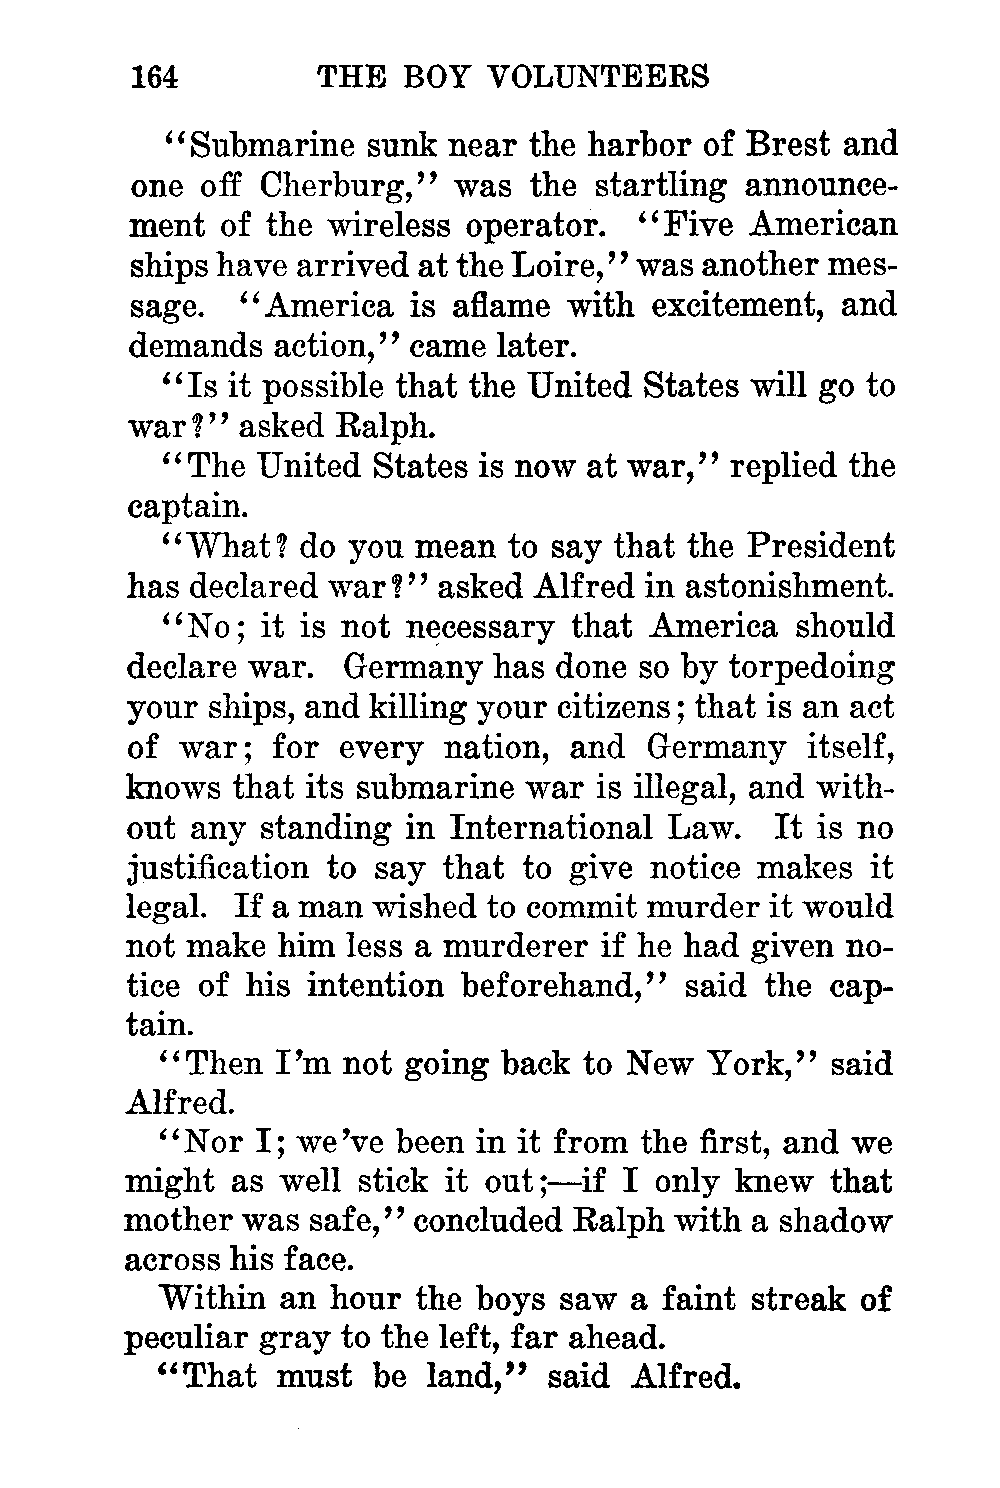 164 THE BOY VOLUNTEERS
"Submarine sunk near the harbor of Brest and
one off Cherburg," was the startling announce-
ment of the wireless operator. "Five American
ships have arrived at the Loire," was another mes-
sage. "America is aflame with excitement, and
demands action," came later.
"Is it possible that the United States will go to
war?" asked Ralph.
"The United States is now at war," replied the
captain.
"What? do you mean to say that the President
has declared war?" asked Alfred in astonishment.
"No; it is not necessary that America should
declare war. Germany has done so by torpedoing
your ships, and killing your citizens; that is an act
of war; for every nation, and Germany itself,
knows that its submarine war is illegal, and with-
out any standing in International Law. It is no
justification to say that to give notice makes it
legal. If a man wished to commit murder it would
not make him less a murderer if he had given no-
tice of his intention beforehand," said the cap-
tain.
"Then I'm not going back to New York," said
Alfred.
"Nor I; we've been in it from the first, and we
might as well stick it out;—if I only knew that
mother was safe," concluded Ralph with a shadow
across his face.
Within an hour the boys saw a faint streak of
peculiar gray to the left, far ahead.
"That must be land," said Alfred.